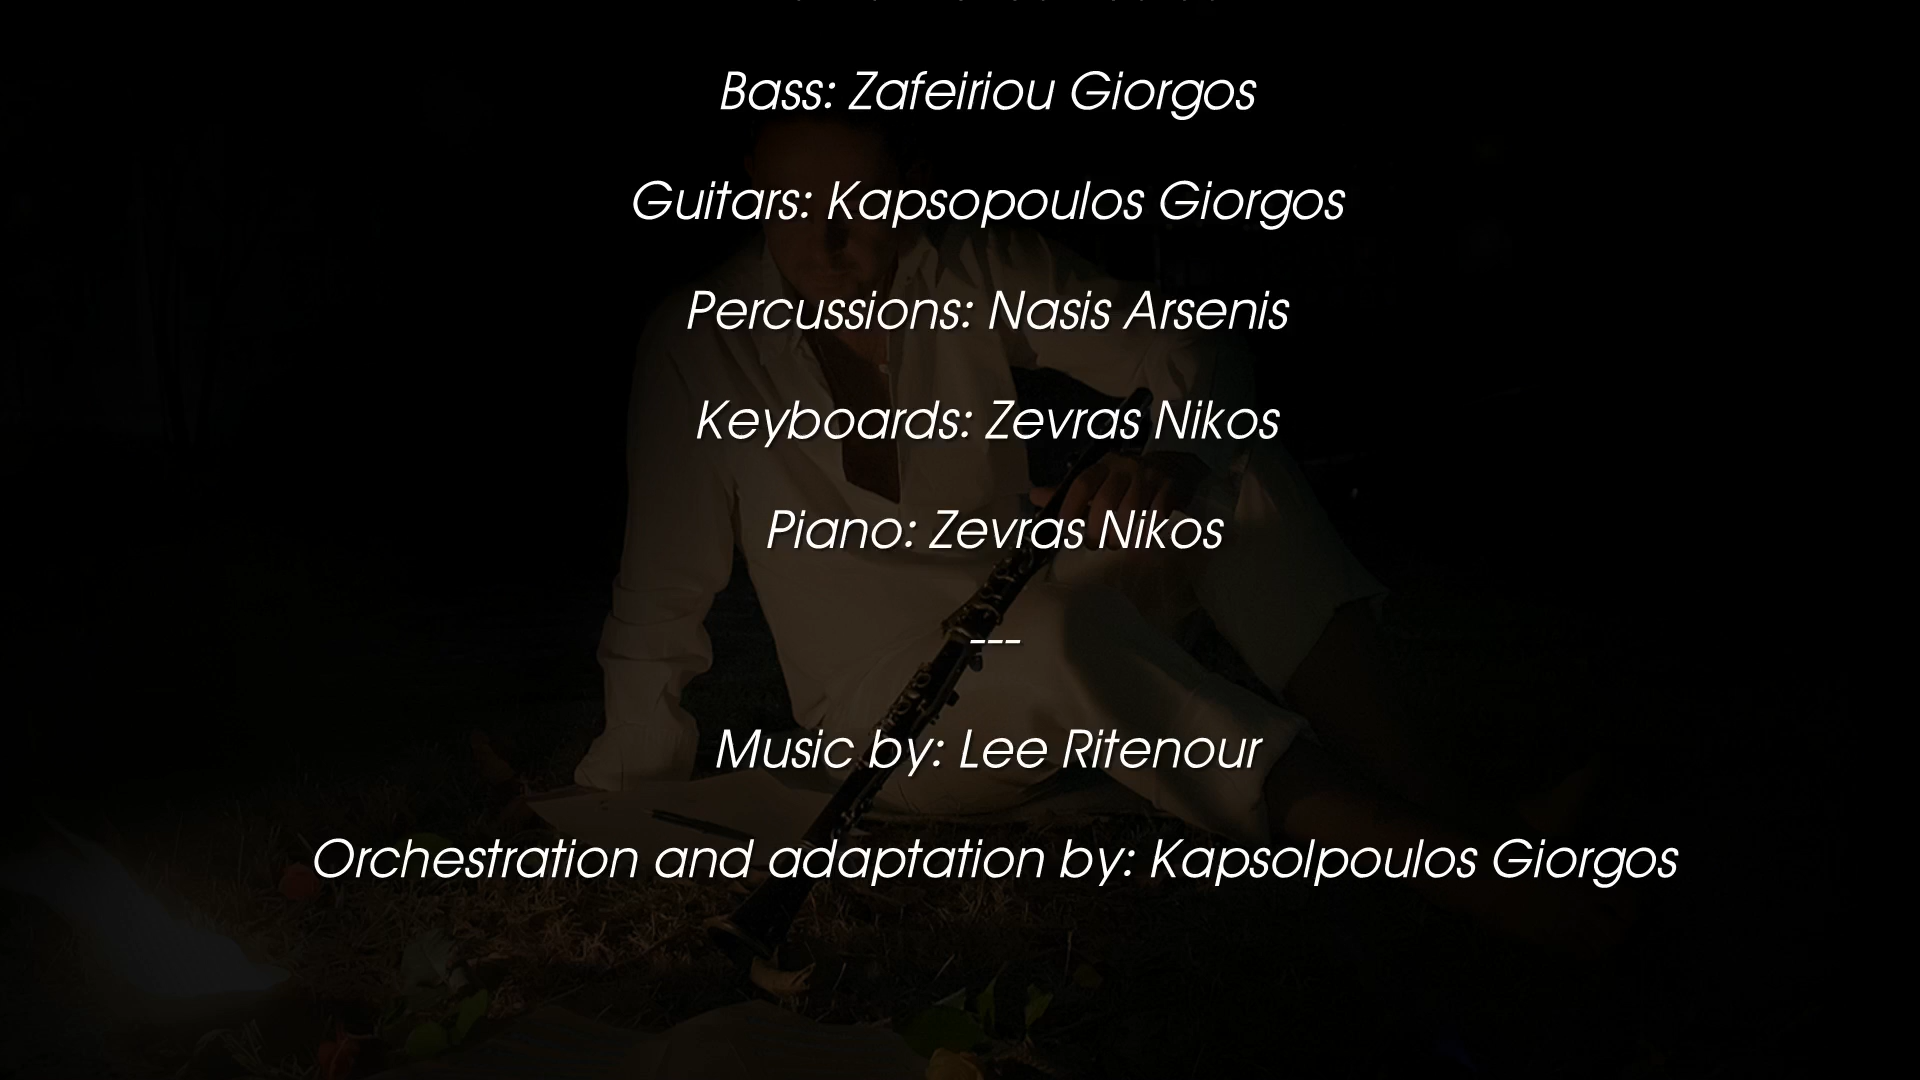 Bass: Zafeiriou Giorgos
Guitars: Kapsopoulos Giorgos
Percussions: Nasis Arsenis
Keyboards: Zevras Nikos
Piano: Zevras Nikos
---
Music by: Lee Ritenour
Orchestration and adaptation by: Kapsolpoulos Giorgos